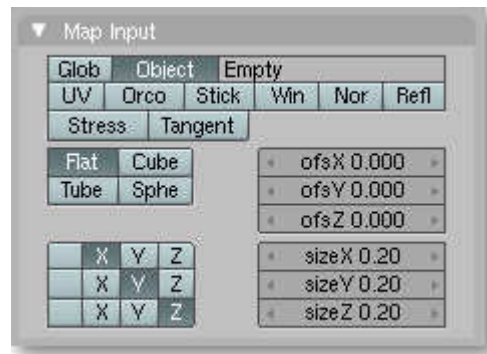 Map Input
Glob Object Empty
UV Orco Stick Win Nor Refl
Stress Tangent
Flat Cube
Tube Sphe
ofsX 0.000
ofsY 0.000
ofsZ 0.000
X Y Z
X Y Z
X Y Z
sizeX 0.20
sizeY 0.20
sizeZ 0.20